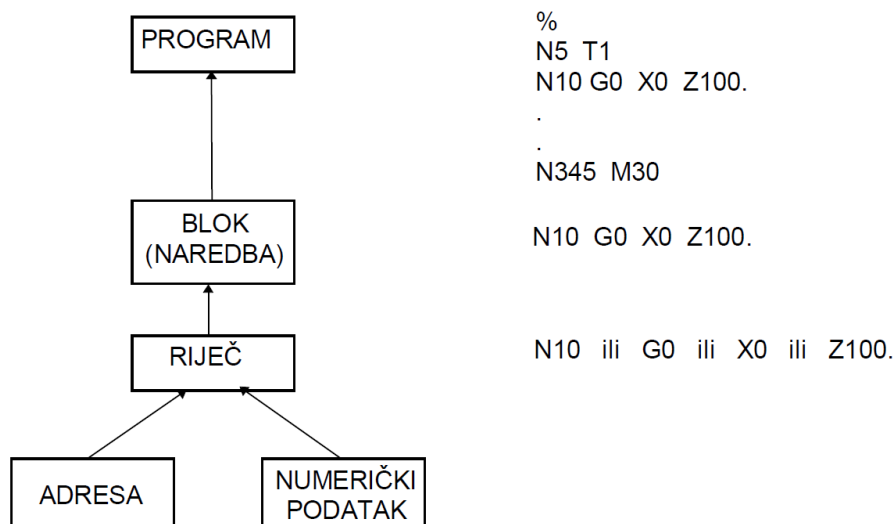 PROGRAM
%
N5 T1
N10 G0 X0 Z100.
.
.
N345 M30
BLOK
(NAREDBA)
N10 G0 X0 Z100.
RIJEČ
N10 ili G0 ili X0 ili Z100.
ADRESA
NUMERIČKI
PODATAK